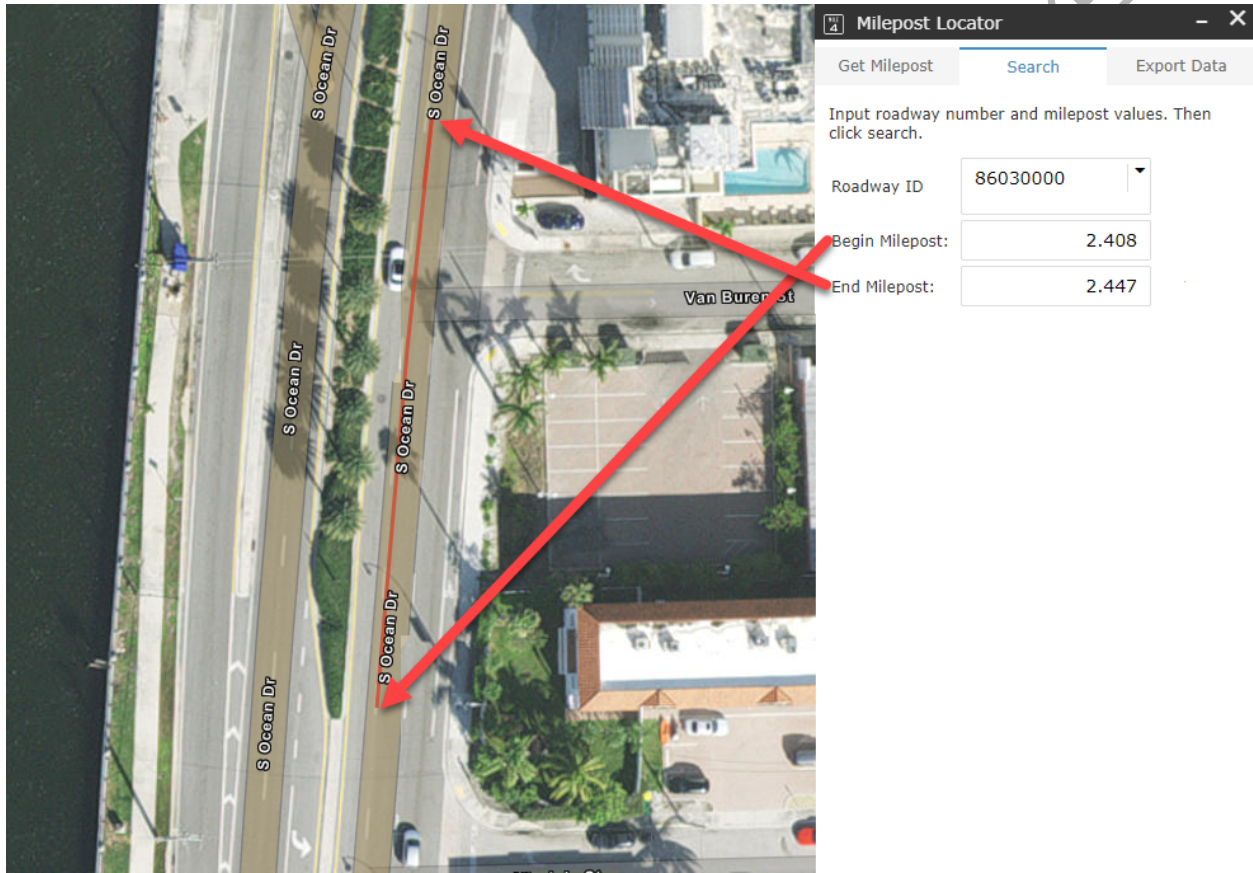 S Ocean Dr
S Ocean Dr
Van Buren St
S Ocean Dr
S Ocean Dr
S Ocean Dr
S Ocean Dr
MILE
4
Milepost Locator
Get Milepost
Search
Export Data
Input roadway number and milepost values. Then
click search.
Roadway ID
86030000
Begin Milepost:
2.408
End Milepost:
2.447